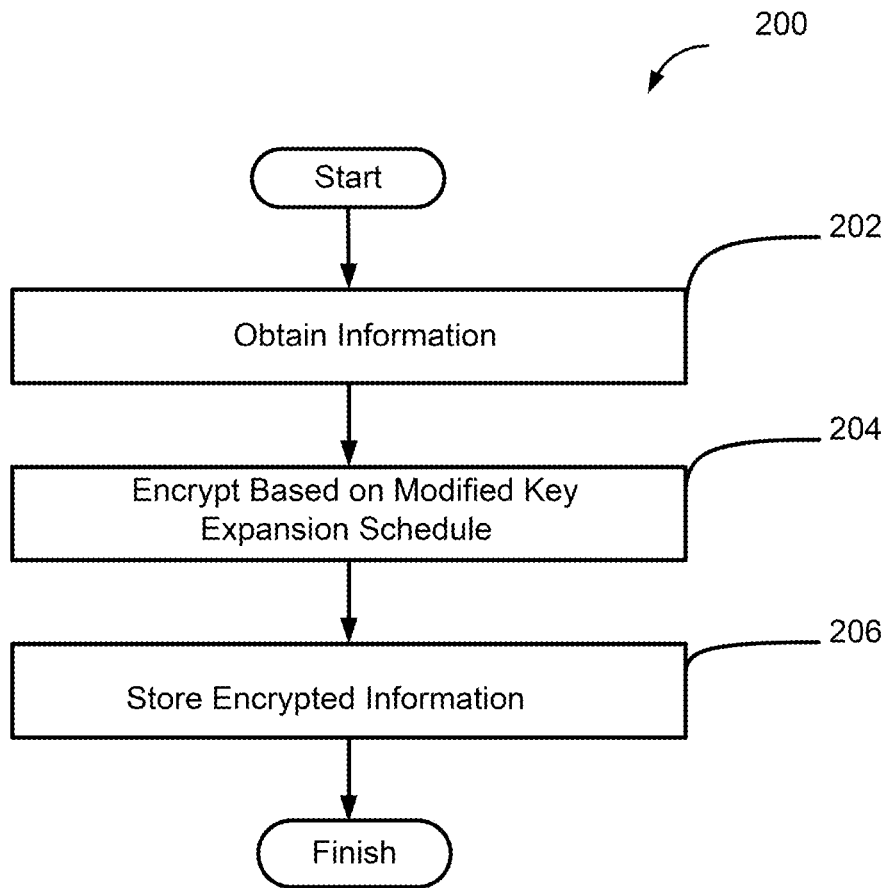 200
Start
202
Obtain Information
204
Encrypt Based on Modified Key
Expansion Schedule
206
Store Encrypted Information
Finish